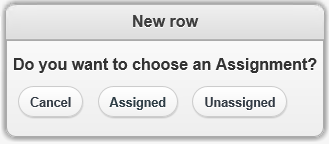 New row
Do you want to choose an Assignment?
Cancel Assigned Unassigned